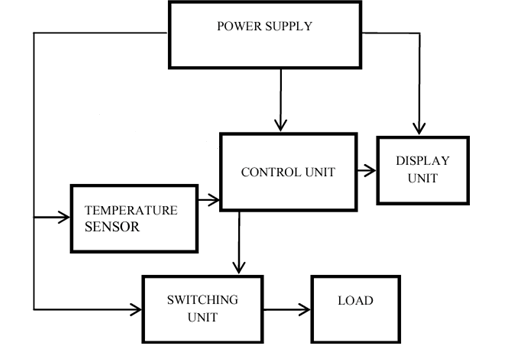 POWER SUPPLY
CONTROL UNIT
DISPLAY
UNIT
TEMPERATURE
SENSOR
SWITCHING
UNIT
LOAD